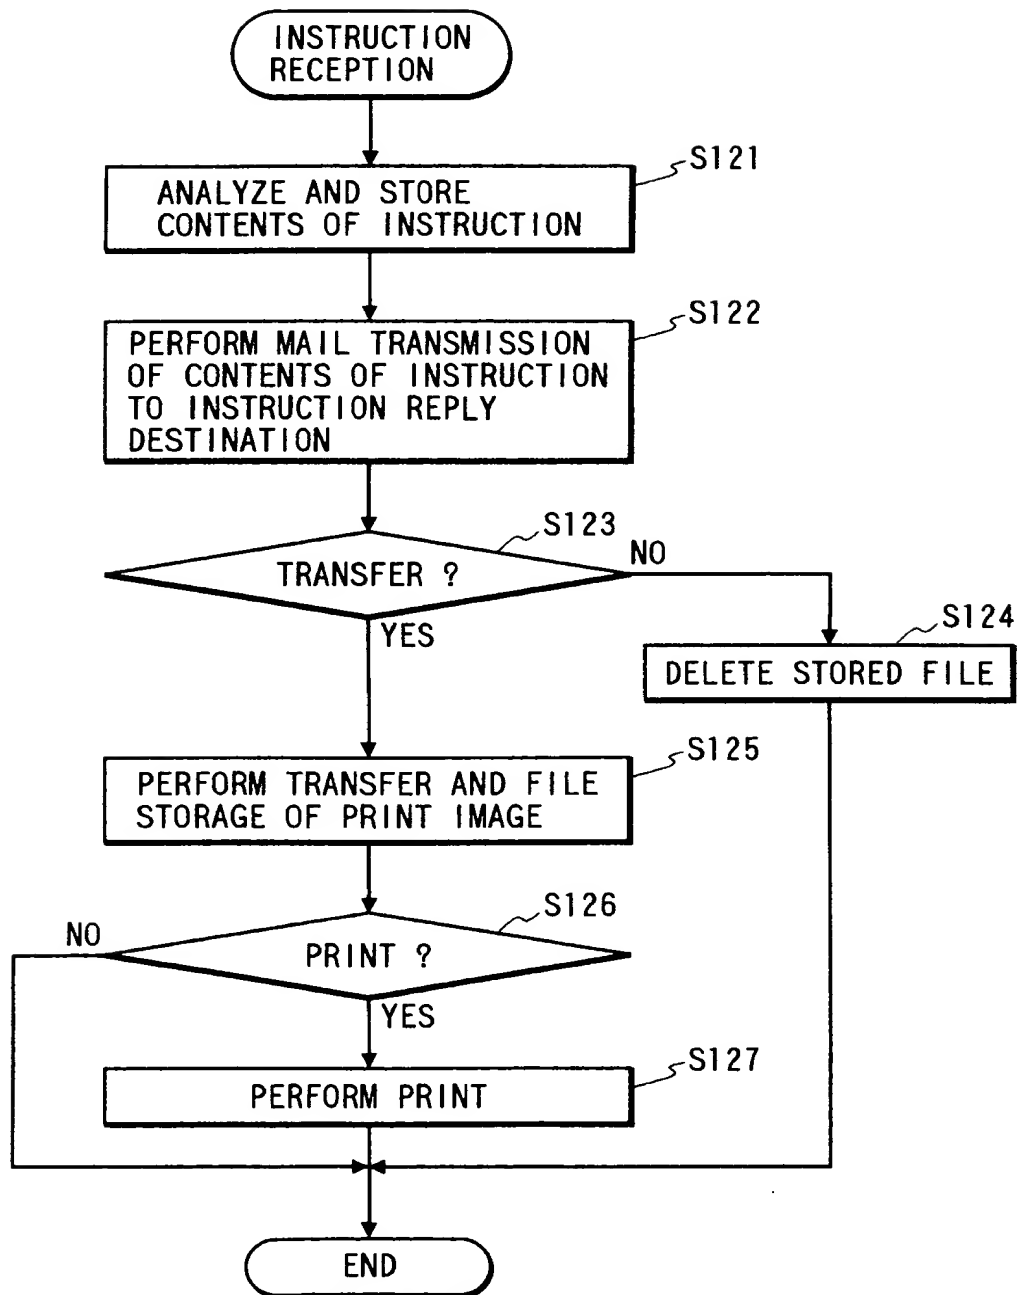 INSTRUCTION
RECEPTION
S121
ANALYZE AND STORE
CONTENTS OF INSTRUCTION
S122
PERFORM MAIL TRANSMISSION
OF CONTENTS OF INSTRUCTION
TO INSTRUCTION REPLY
DESTINATION
S123
TRANSFER ?
NO
YES
S124
DELETE STORED FILE
S125
PERFORM TRANSFER AND FILE
STORAGE OF PRINT IMAGE
S126
NO
PRINT ?
YES
S127
PERFORM PRINT
END